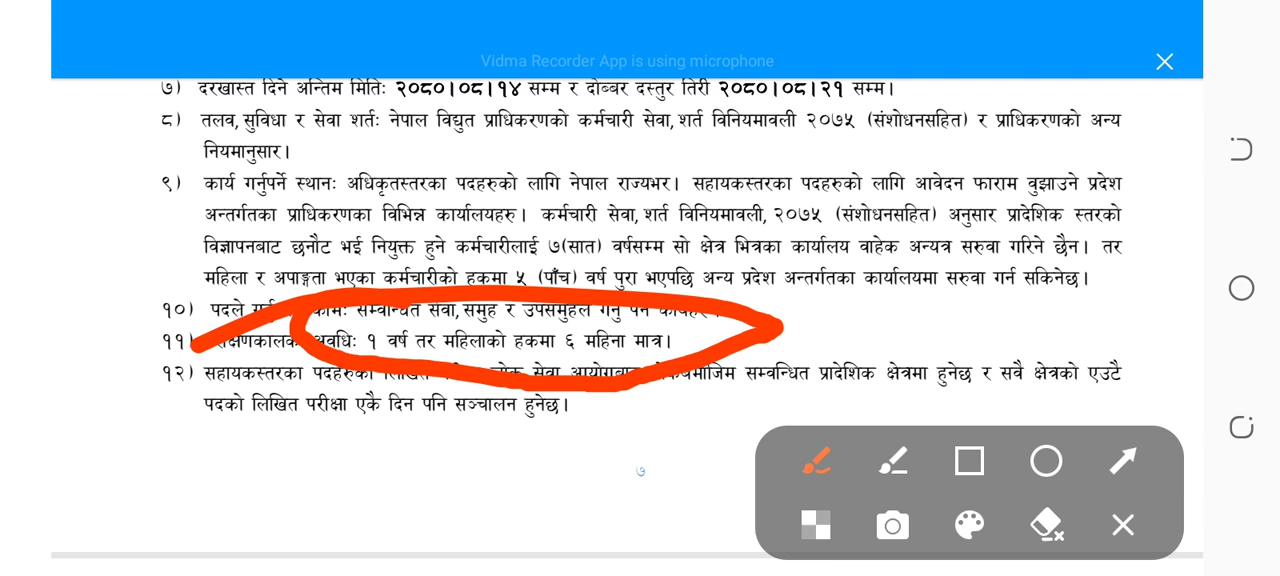 Vidma Recorder App is using microphone
७) दरखास्त दिने अन्तिम मितिः २०८०।०८।१४ सम्म र दोब्बर दस्तुर तिरी २०८०।०८।२१ सम्म।
८) तलव, सुविधा र सेवा शर्तः नेपाल विद्युत प्राधिकरणको कर्मचारी सेवा, शर्त विनियमावली २०७५ (संशोधनसहित) र प्राधिकरणको अन्य
नियमानुसार।
९) कार्य गर्नुपर्ने स्थानः अधिकृतस्तरका पदहरुको लागि नेपाल राज्यभर। सहायकस्तरका पदहरुको लागि आवेदन फाराम वुझाउने प्रदेश
अन्तर्गतका प्राधिकरणका विभिन्न कार्यालयहरु। कर्मचारी सेवा, शर्त विनियमावली, २०७५ (संशोधनसहित) अनुसार प्रादेशिक स्तरको
विज्ञापनबाट छनौट भई नियुक्त हुने कर्मचारीलाई ७(सात) वर्षसम्म सो क्षेत्र भित्रका कार्यालय वाहेक अन्यत्र सरुवा गरिने छैन। तर
महिला र अपाङ्गता भएका कर्मचारीको हकमा ५ (पाँच) वर्ष पुरा भएपछि अन्य प्रदेश अन्तर्गतका कार्यालयमा सरुवा गर्न सकिनेछ।
१०) पदले सम्बन्धित सेवा, समुह र उपसमुहले गर्नु पर्ने
११) अवधिः १ वर्ष तर महिलाको हकमा ६ महिना मात्र।
१२) सहायकस्तरका पदहरुको लिखित सेवा सम्वन्धित प्रादेशिक क्षेत्रमा हुनेछ र सवै क्षेत्रको एउटै
पदको लिखित परीक्षा एकै दिन पनि सञ्चालन हुनेछ।
७